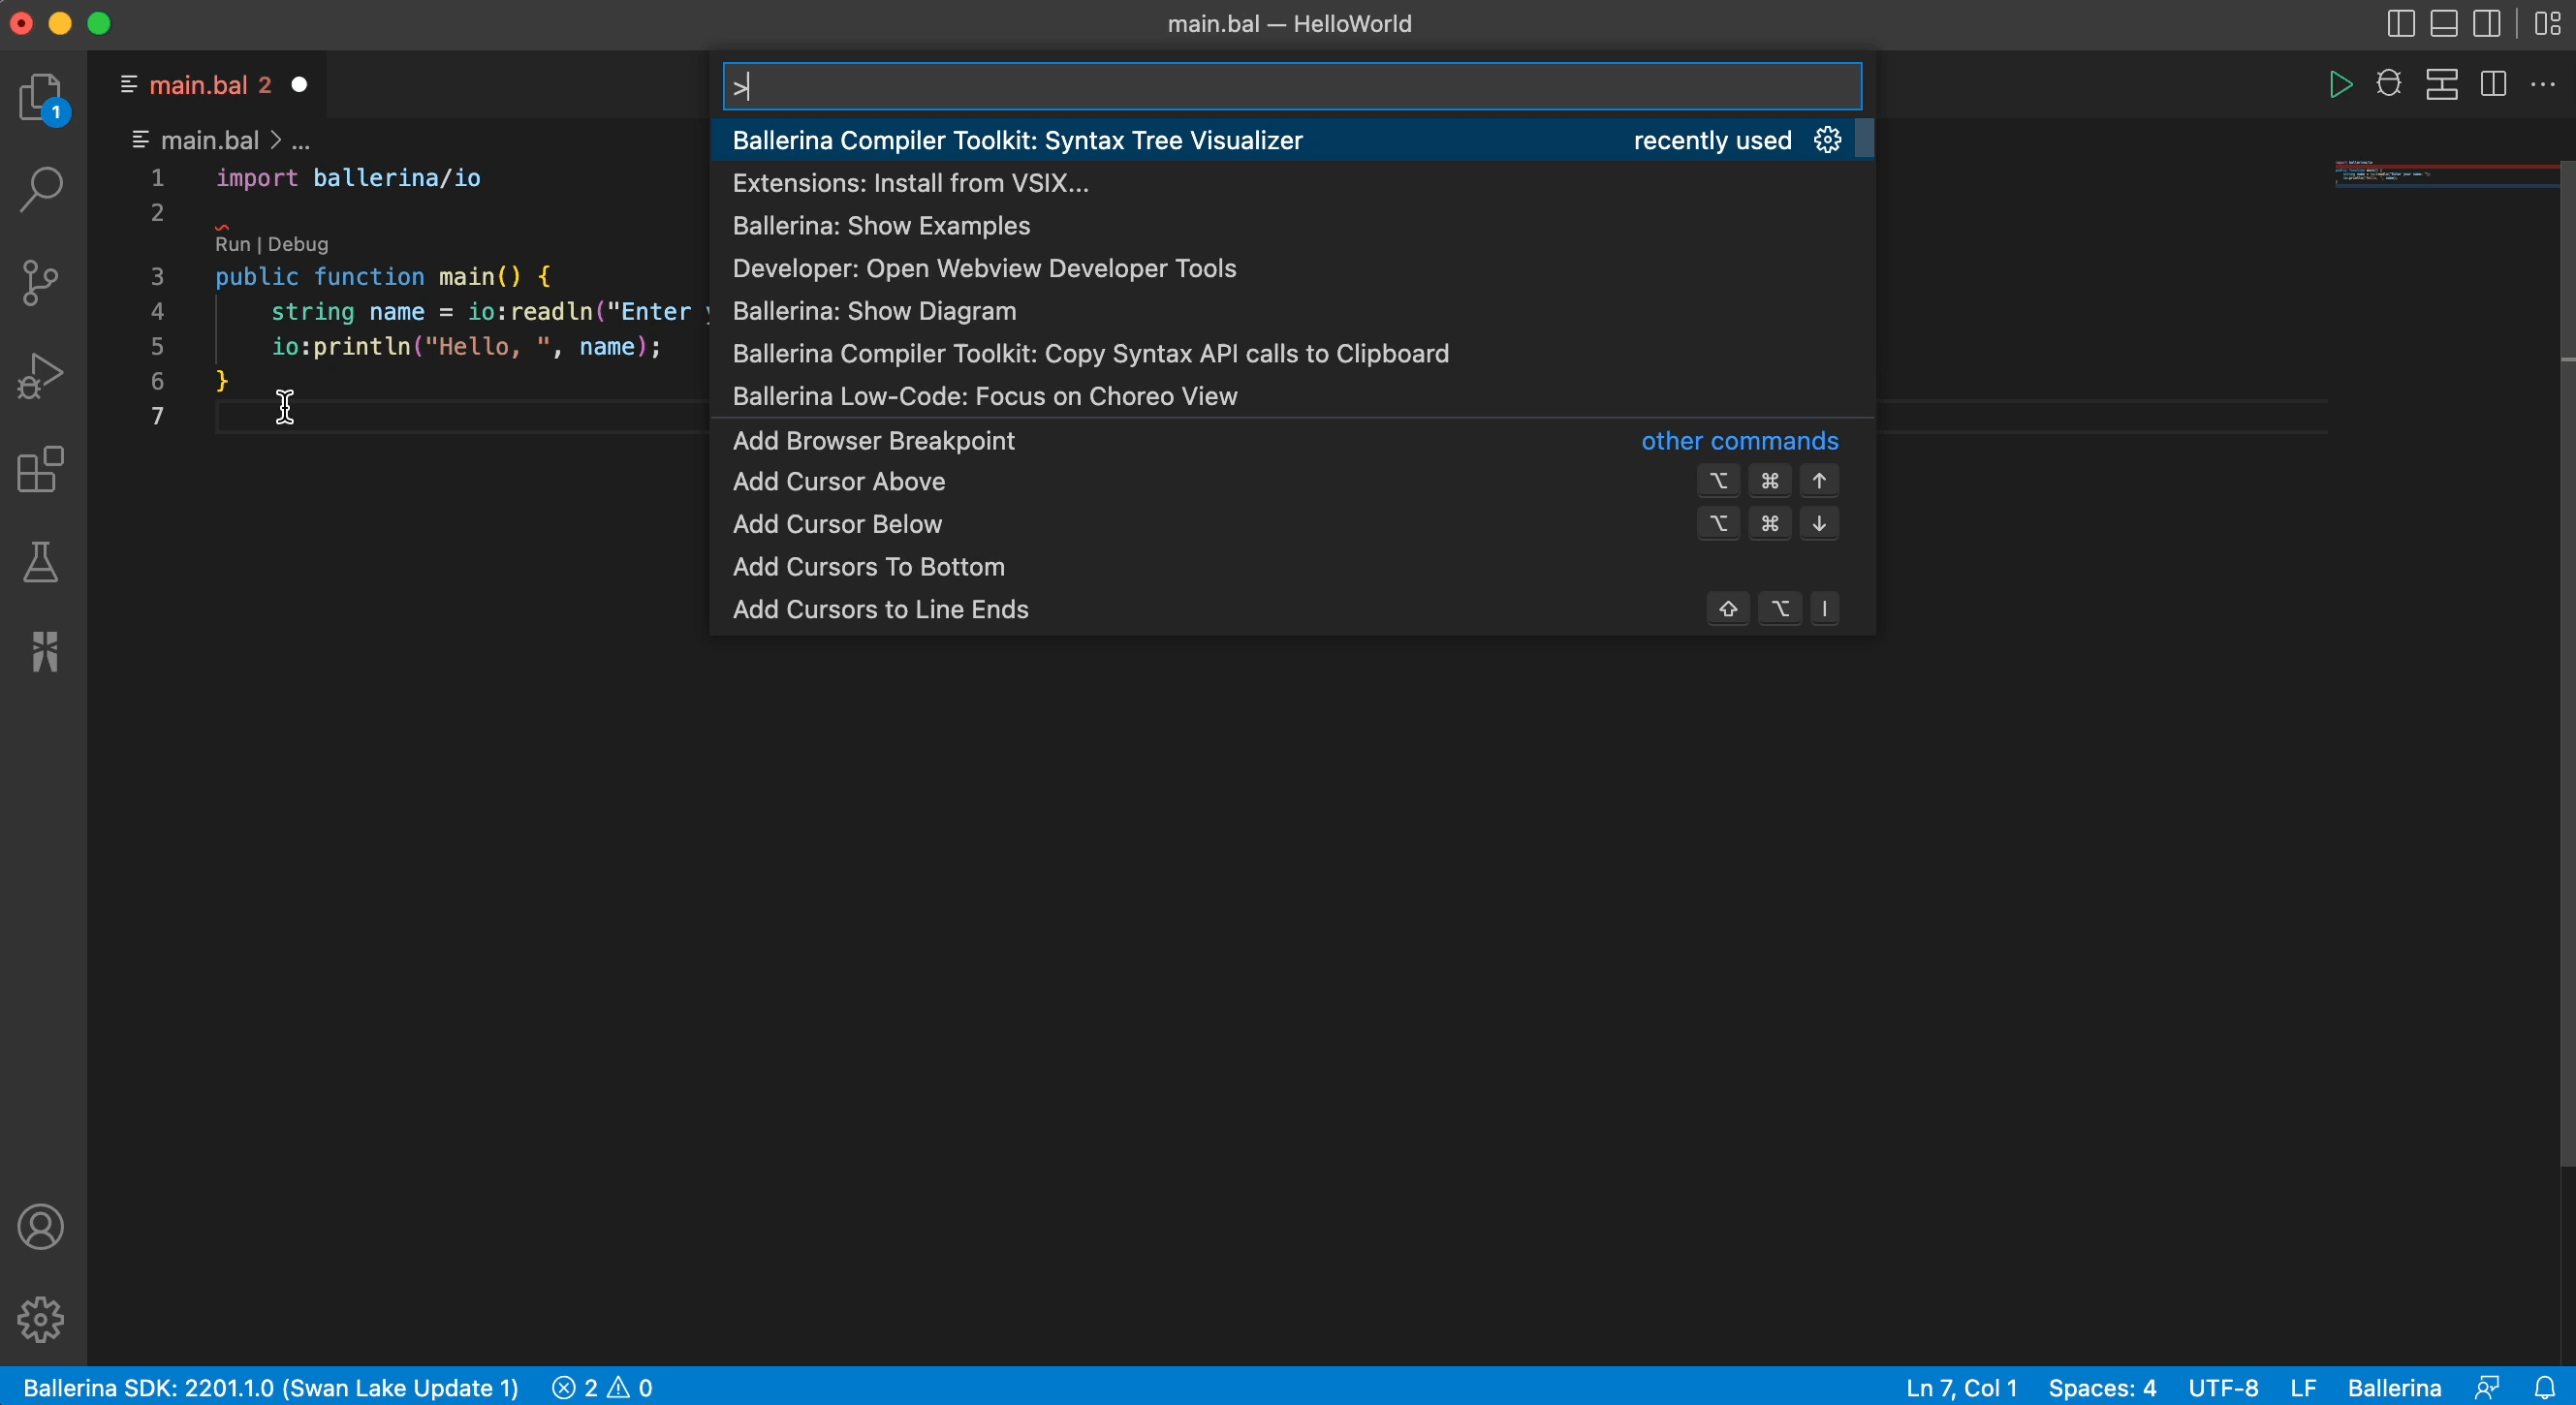 main.bal — HelloWorld
1
main.bal 2
main.bal > ...
1 import ballerina/io
2
Run | Debug
3 public function main() {
4 string name = io:readln("Enter
5 io:println("Hello, ", name);
6 }
7
>
Ballerina Compiler Toolkit: Syntax Tree Visualizer recently used
Extensions: Install from VSIX...
Ballerina: Show Examples
Developer: Open Webview Developer Tools
Ballerina: Show Diagram
Ballerina Compiler Toolkit: Copy Syntax API calls to Clipboard
Ballerina Low-Code: Focus on Choreo View
Add Browser Breakpoint other commands
Add Cursor Above ⌥ ⌘ ↑
Add Cursor Below ⌥ ⌘ ↓
Add Cursors To Bottom
Add Cursors to Line Ends ⇧ ⌥ I
Ballerina SDK: 2201.1.0 (Swan Lake Update 1) 2 0 Ln 7, Col 1 Spaces: 4 UTF-8 LF Ballerina